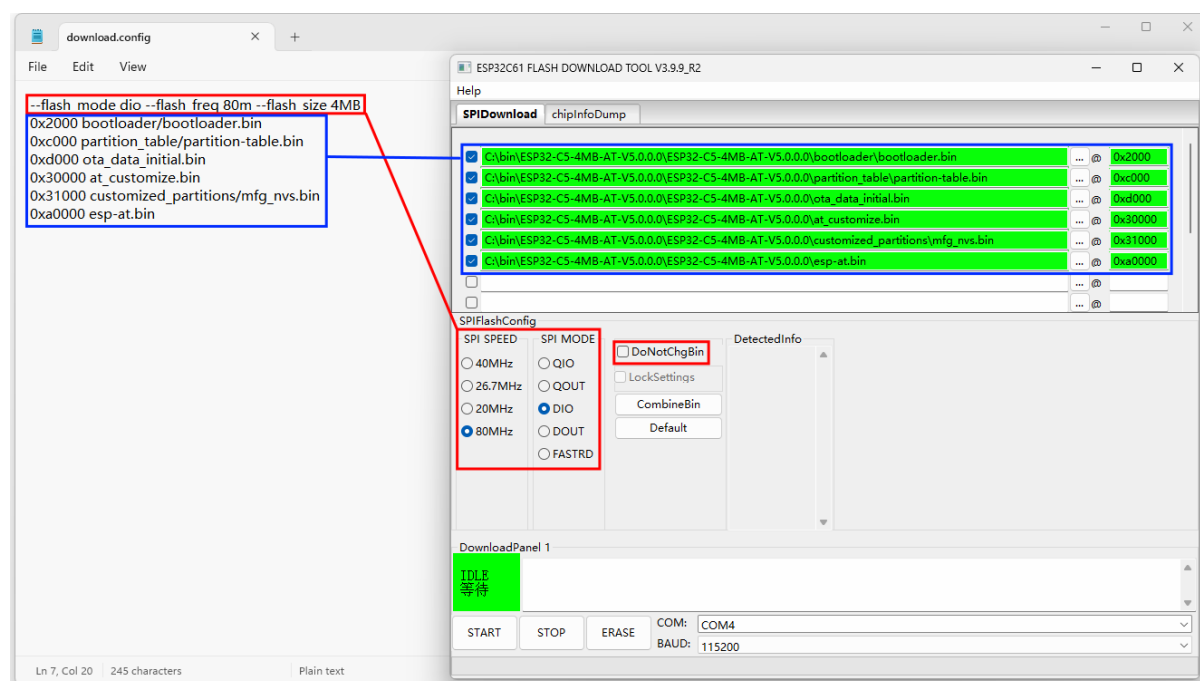 download.config
File Edit View
--flash_mode dio --flash_freq 80m --flash_size 4MB
0x2000 bootloader/bootloader.bin
0xc000 partition_table/partition-table.bin
0xd000 ota_data_initial.bin
0x30000 at_customize.bin
0x31000 customized_partitions/mfg_nvs.bin
0xa0000 esp-at.bin
Ln 7, Col 20 245 characters Plain text
ESP32C61 FLASH DOWNLOAD TOOL V3.9.9_R2
Help
SPIDownload chipInfoDump
C:\bin\ESP32-C5-4MB-AT-V5.0.0.0\ESP32-C5-4MB-AT-V5.0.0.0\bootloader\bootloader.bin ... @ 0x2000
C:\bin\ESP32-C5-4MB-AT-V5.0.0.0\ESP32-C5-4MB-AT-V5.0.0.0\partition_table\partition-table.bin ... @ 0xc000
C:\bin\ESP32-C5-4MB-AT-V5.0.0.0\ESP32-C5-4MB-AT-V5.0.0.0\ota_data_initial.bin ... @ 0xd000
C:\bin\ESP32-C5-4MB-AT-V5.0.0.0\ESP32-C5-4MB-AT-V5.0.0.0\at_customize.bin ... @ 0x30000
C:\bin\ESP32-C5-4MB-AT-V5.0.0.0\ESP32-C5-4MB-AT-V5.0.0.0\customized_partitions\mfg_nvs.bin ... @ 0x31000
C:\bin\ESP32-C5-4MB-AT-V5.0.0.0\ESP32-C5-4MB-AT-V5.0.0.0\esp-at.bin ... @ 0xa0000
... @
... @
SPIFlashConfig
SPI SPEED SPI MODE DetectedInfo
DoNotChgBin
40MHz QIO
LockSettings
26.7MHz QOUT
CombineBin
20MHz DIO
Default
80MHz DOUT
FASTRD
DownloadPanel 1
IDLE
等待
START STOP ERASE
COM: COM4
BAUD: 115200